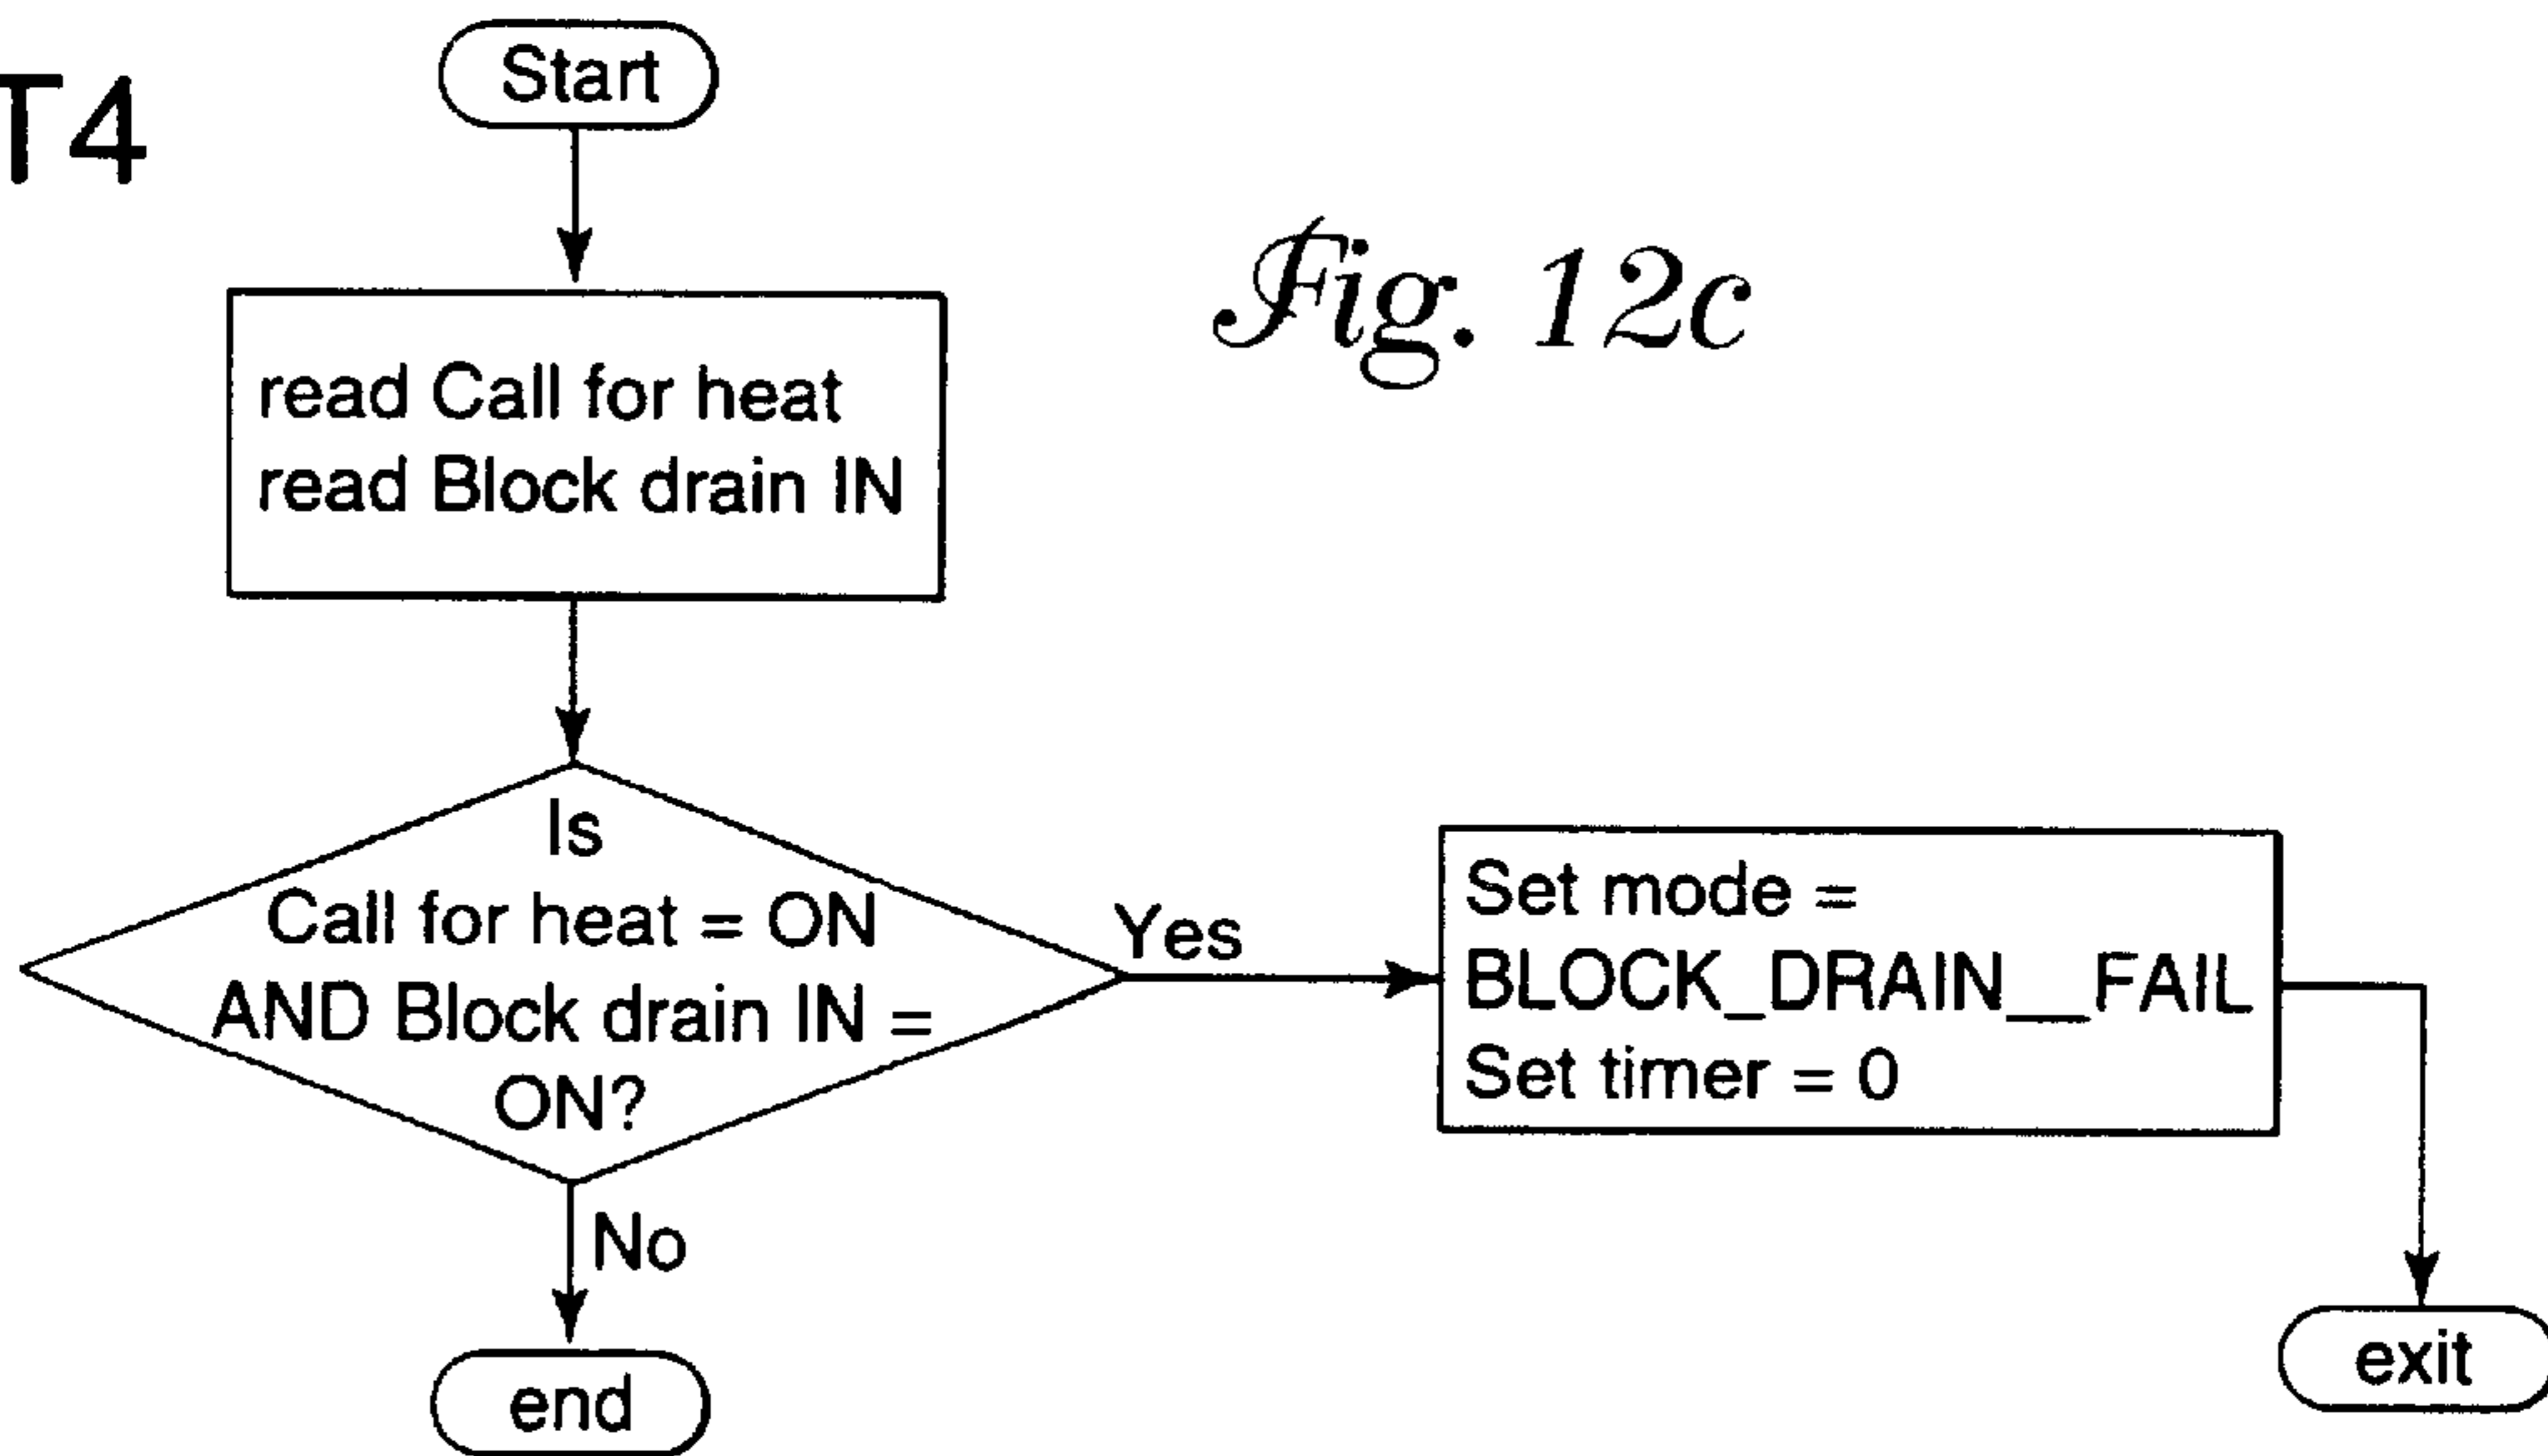 T4
Start
Fig. 12c
read Call for heat
read Block drain IN
Is
Call for heat = ON
AND Block drain IN =
ON?
Yes
Set mode =
BLOCK_DRAIN__FAIL
Set timer = 0
No
end
exit